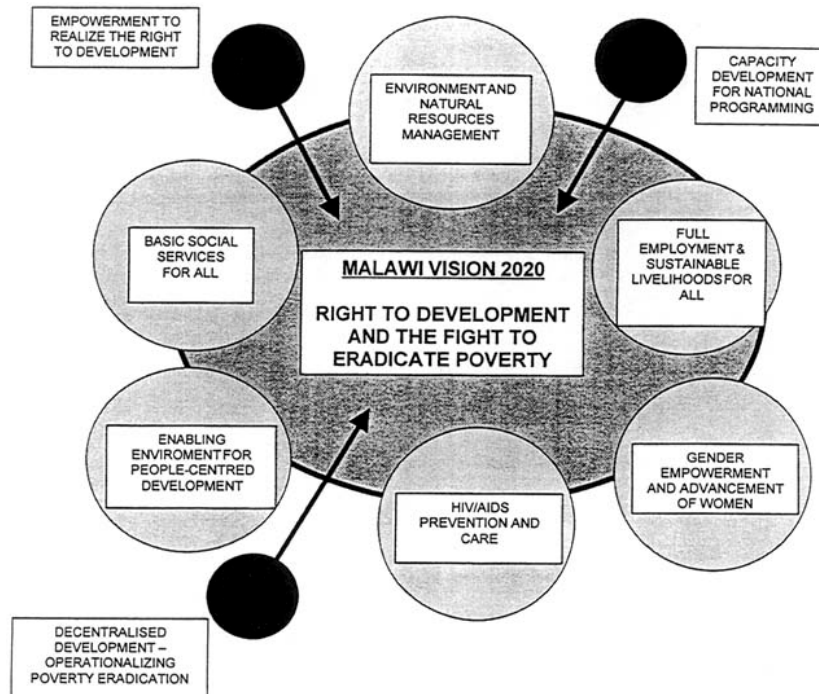 EMPOWERMENT TO
REALIZE THE RIGHT
TO DEVELOPMENT
ENVIRONMENT AND
NATURAL
RESOURCES
MANAGEMENT
CAPACITY
DEVELOPMENT
FOR NATIONAL
PROGRAMMING
BASIC SOCIAL
SERVICES
FOR ALL
MALAWI VISION 2020
RIGHT TO DEVELOPMENT
AND THE FIGHT TO
ERADICATE POVERTY
FULL
EMPLOYMENT &
SUSTAINABLE
LIVELIHOODS FOR
ALL
ENABLING
ENVIROMENT FOR
PEOPLE-CENTRED
DEVELOPMENT
HIV/AIDS
PREVENTION AND
CARE
GENDER
EMPOWERMENT
AND ADVANCEMENT
OF WOMEN
DECENTRALISED
DEVELOPMENT –
OPERATIONALIZING
POVERTY ERADICATION